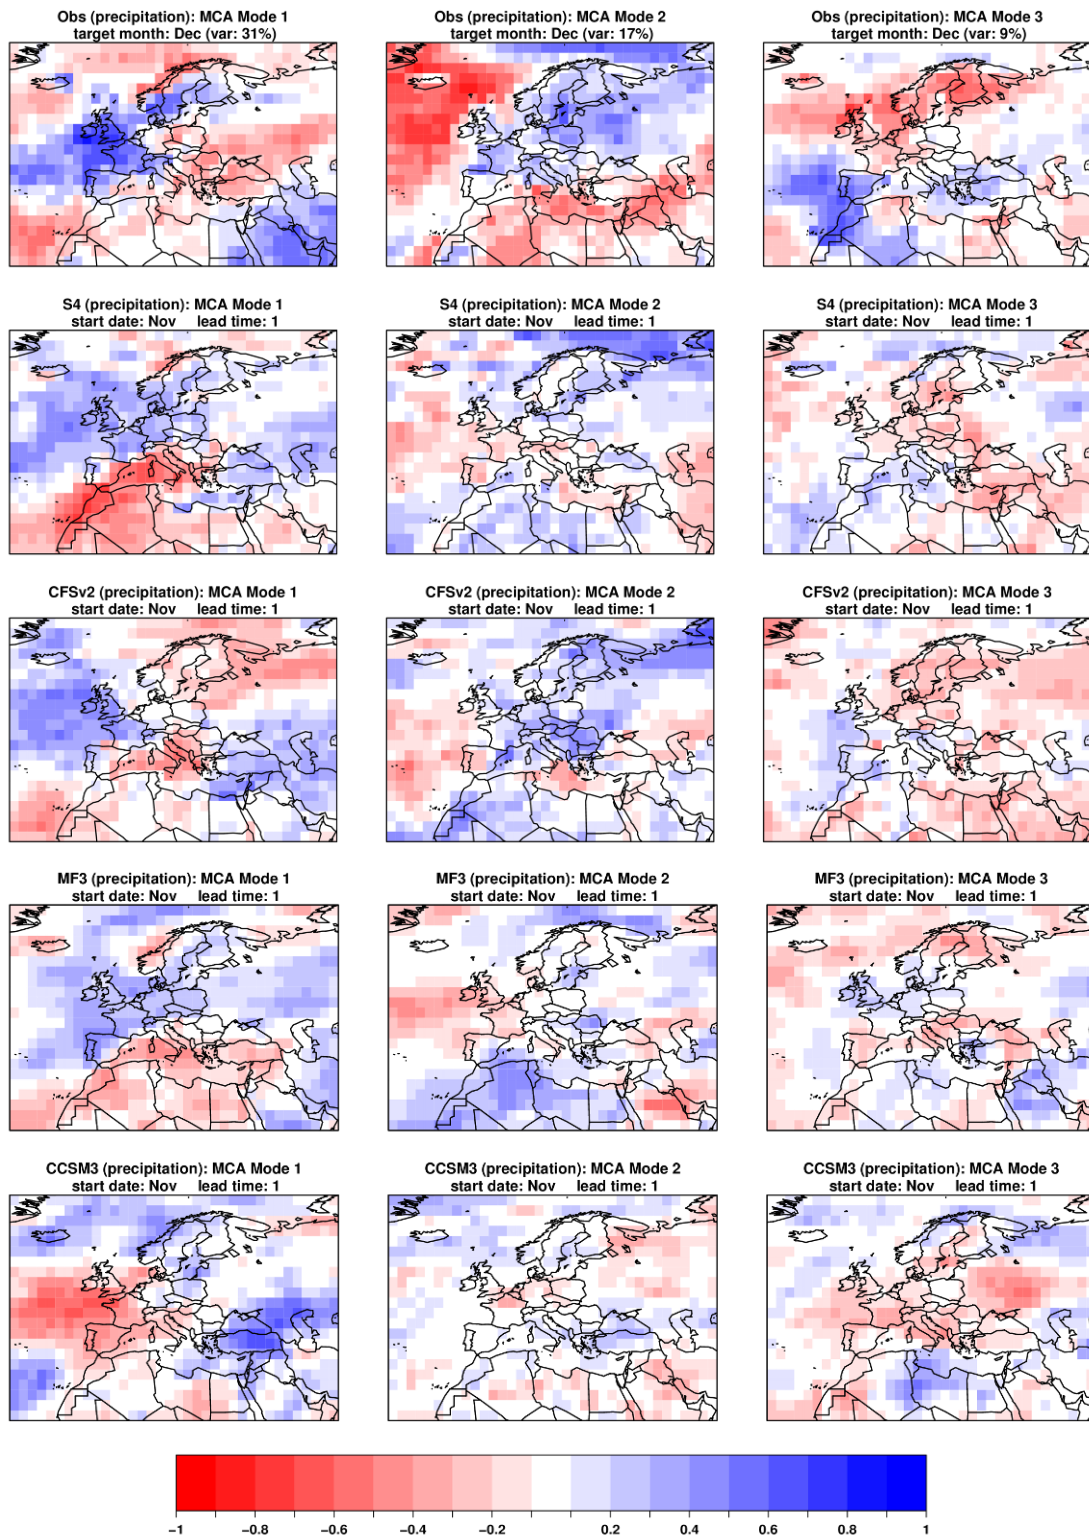 Obs (precipitation): MCA Mode 1
target month: Dec (var: 31%)
Obs (precipitation): MCA Mode 2
target month: Dec (var: 17%)
Obs (precipitation): MCA Mode 3
target month: Dec (var: 9%)
S4 (precipitation): MCA Mode 1
start date: Nov lead time: 1
S4 (precipitation): MCA Mode 2
start date: Nov lead time: 1
S4 (precipitation): MCA Mode 3
start date: Nov lead time: 1
CFSv2 (precipitation): MCA Mode 1
start date: Nov lead time: 1
CFSv2 (precipitation): MCA Mode 2
start date: Nov lead time: 1
CFSv2 (precipitation): MCA Mode 3
start date: Nov lead time: 1
MF3 (precipitation): MCA Mode 1
start date: Nov lead time: 1
MF3 (precipitation): MCA Mode 2
start date: Nov lead time: 1
MF3 (precipitation): MCA Mode 3
start date: Nov lead time: 1
CCSM3 (precipitation): MCA Mode 1
start date: Nov lead time: 1
CCSM3 (precipitation): MCA Mode 2
start date: Nov lead time: 1
CCSM3 (precipitation): MCA Mode 3
start date: Nov lead time: 1
−1 −0.8 −0.6 −0.4 −0.2 0.2 0.4 0.6 0.8 1